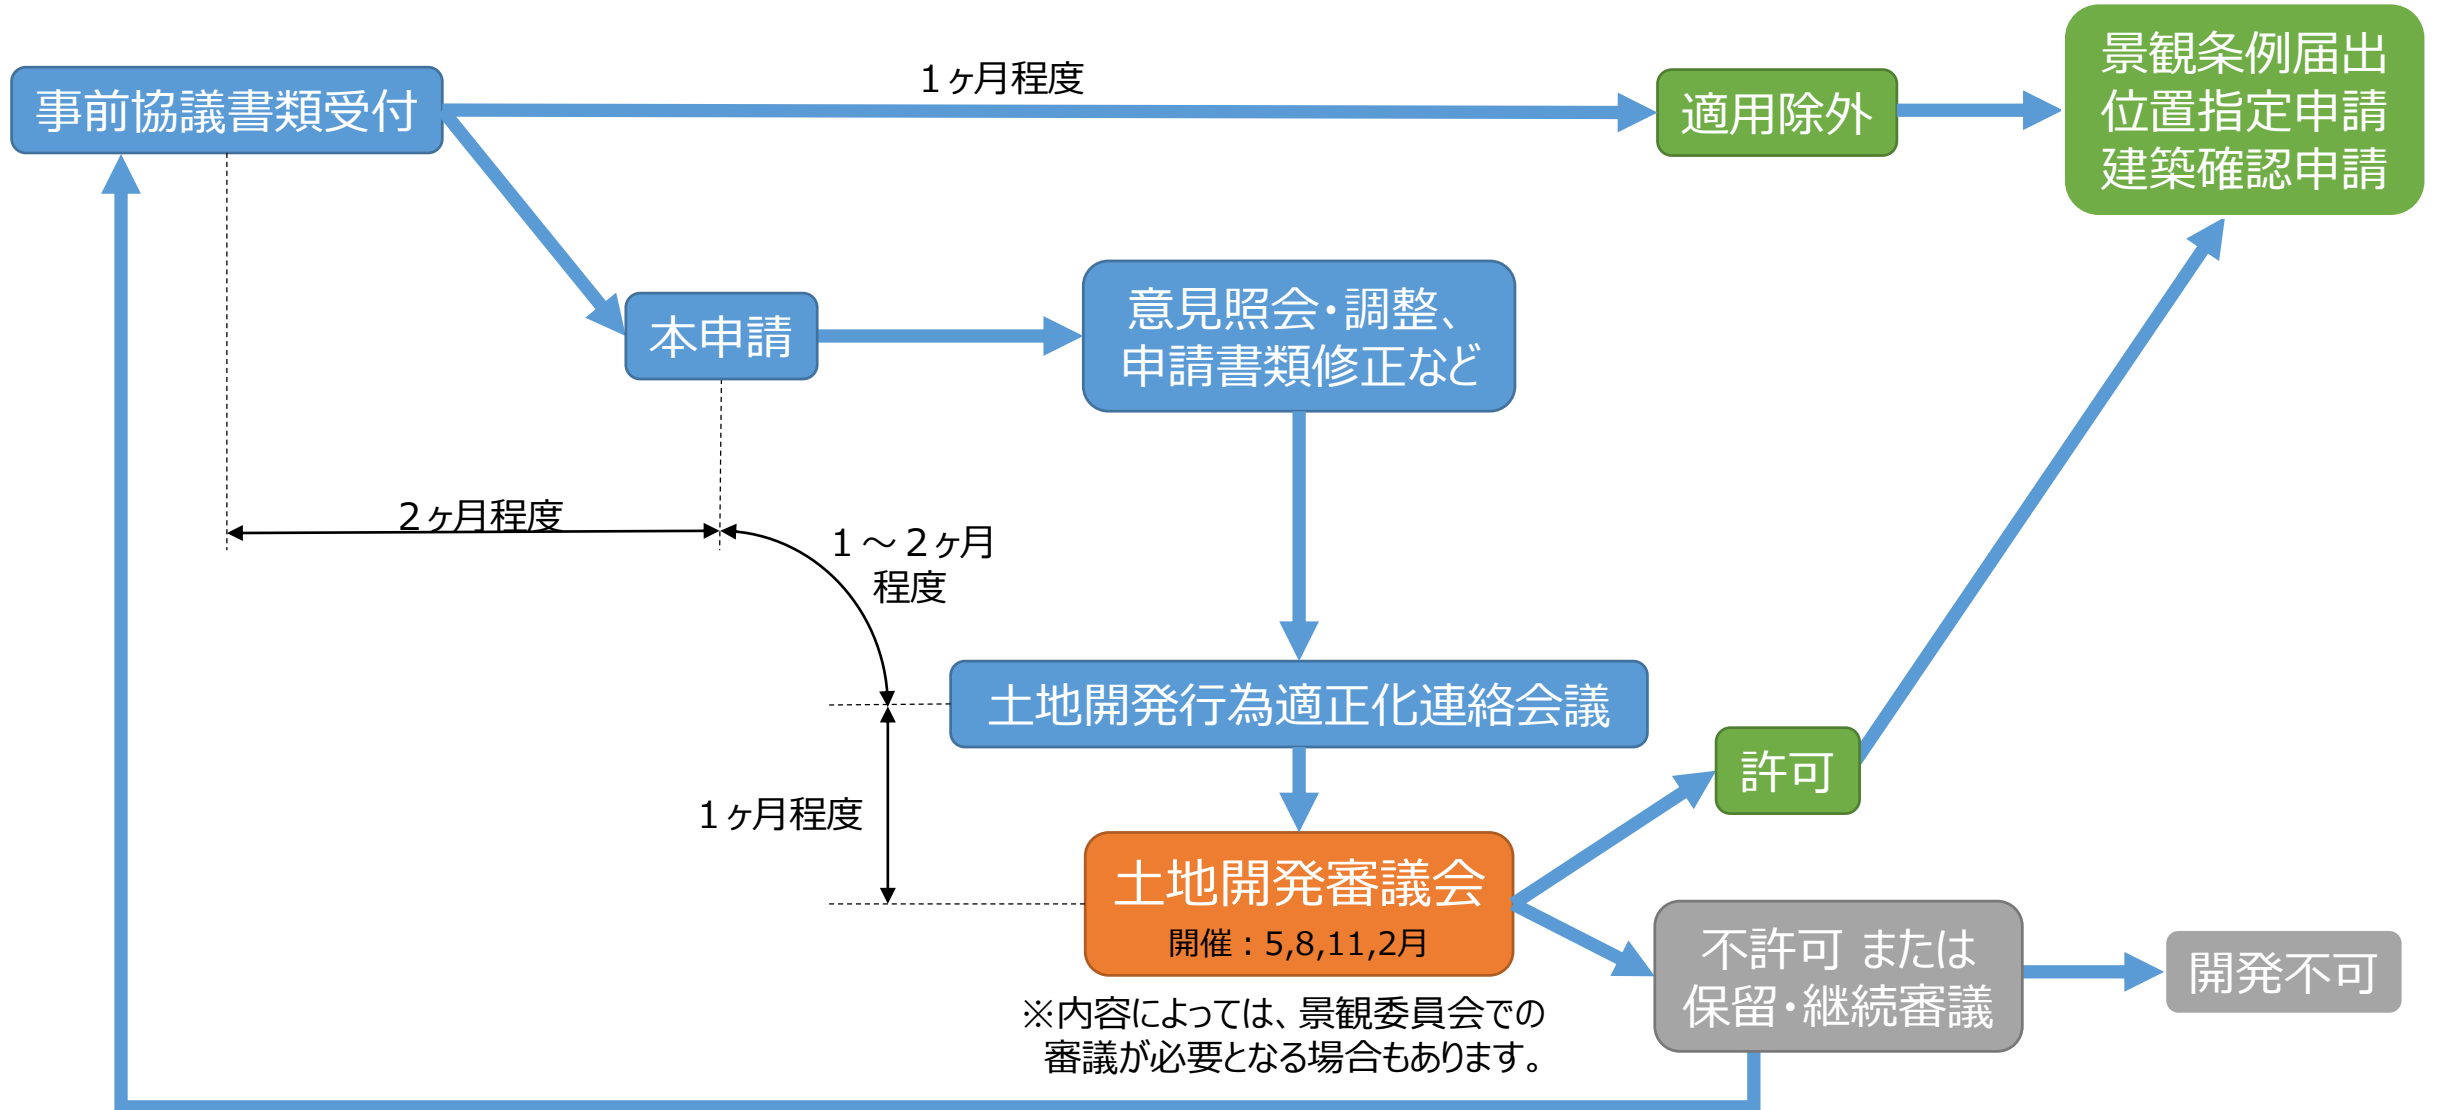 事前協議書類受付
１ヶ月程度
適用除外
景観条例届出
位置指定申請
建築確認申請
本申請
意見照会・調整、
申請書類修正など
２ヶ月程度
１～２ヶ月
程度
土地開発行為適正化連絡会議
１ヶ月程度
許可
土地開発審議会
開催：5,8,11,2月
不許可 または
保留・継続審議
開発不可
※内容によっては、景観委員会での
審議が必要となる場合もあります。